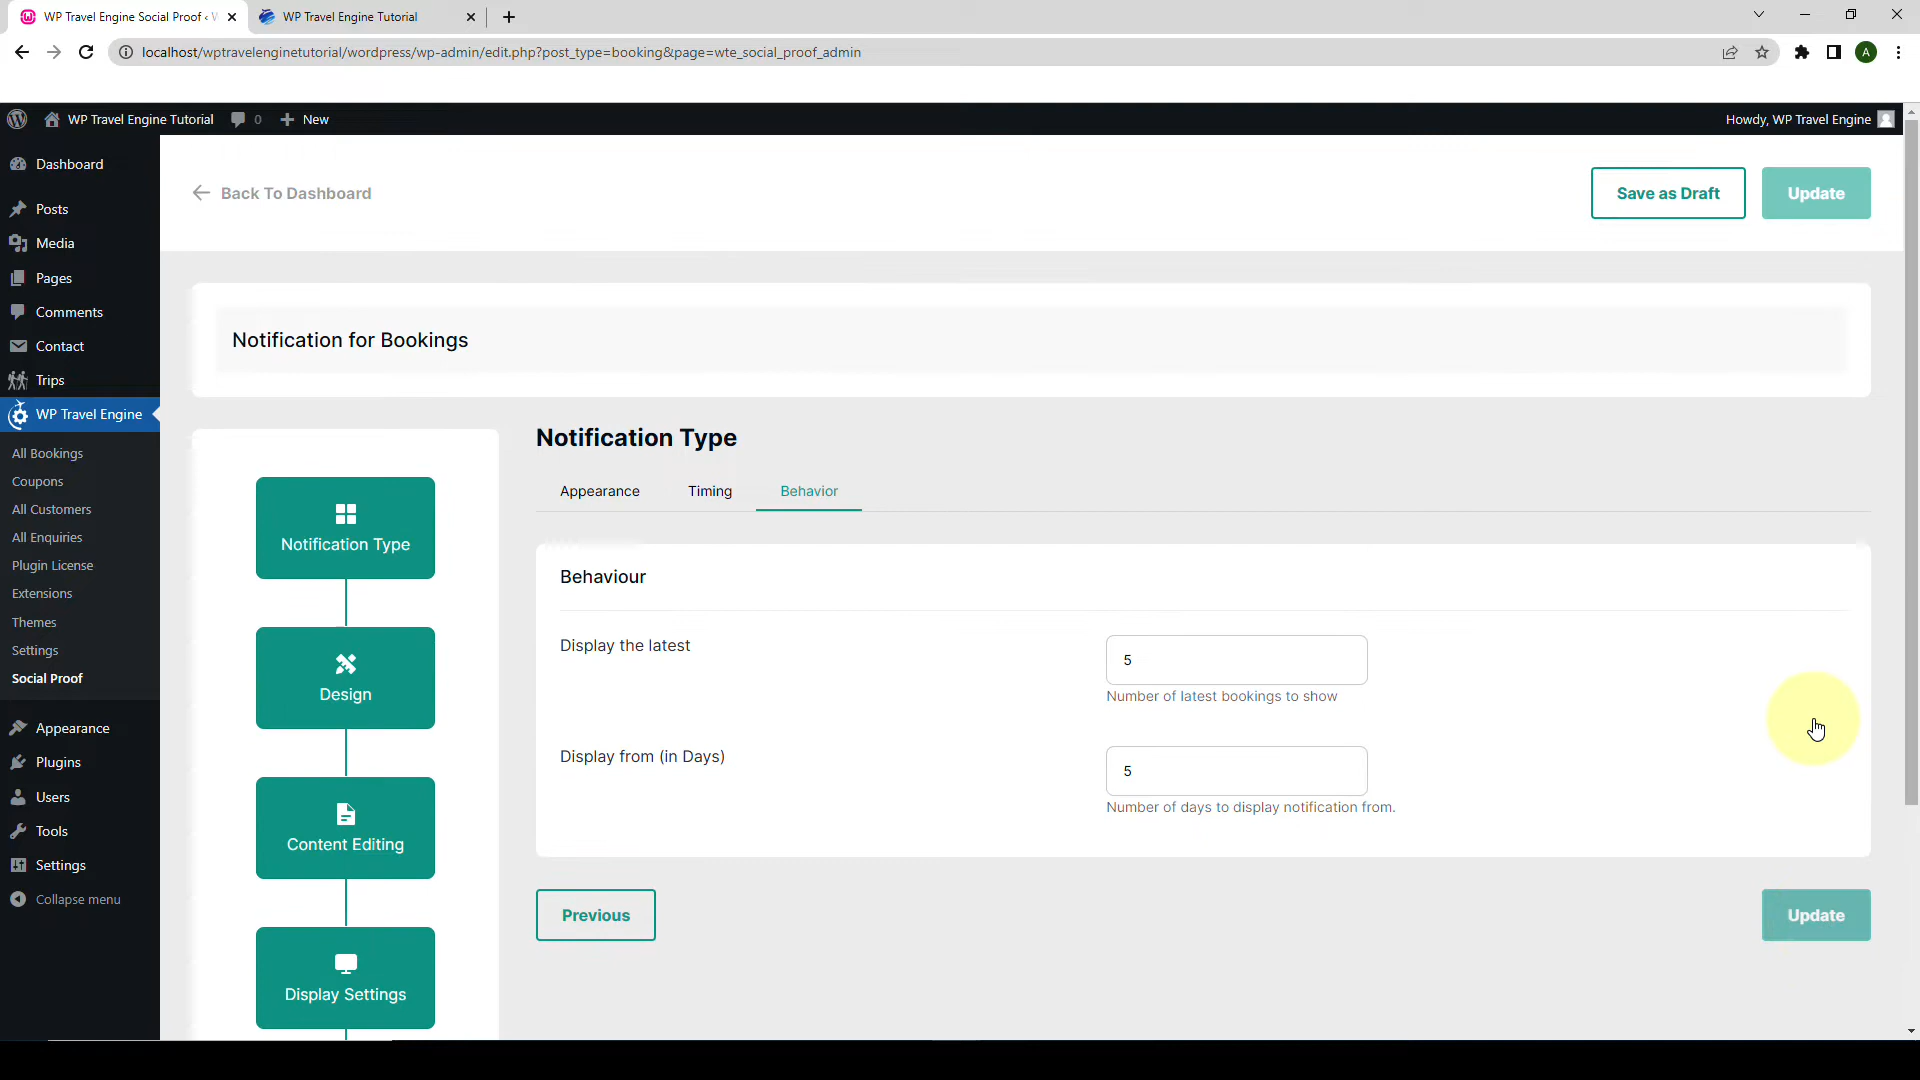 WP Travel Engine Social Proof ‹ W
WP Travel Engine Tutorial
localhost/wptravelenginetutorial/wordpress/wp-admin/edit.php?post_type=booking&page=wte_social_proof_admin
A
WP Travel Engine Tutorial
0
New
Howdy, WP Travel Engine
Dashboard
Posts
Media
Pages
Comments
Contact
Trips
WP Travel Engine
All Bookings
Coupons
All Customers
All Enquiries
Plugin License
Extensions
Themes
Settings
Social Proof
Appearance
Plugins
Users
Tools
Settings
Collapse menu
Back To Dashboard
Save as Draft
Update
Notification for Bookings
Notification Type
Design
Content Editing
Display Settings
Notification Type
Appearance
Timing
Behavior
Behaviour
Display the latest
5
Number of latest bookings to show
Display from (in Days)
5
Number of days to display notification from.
Previous
Update